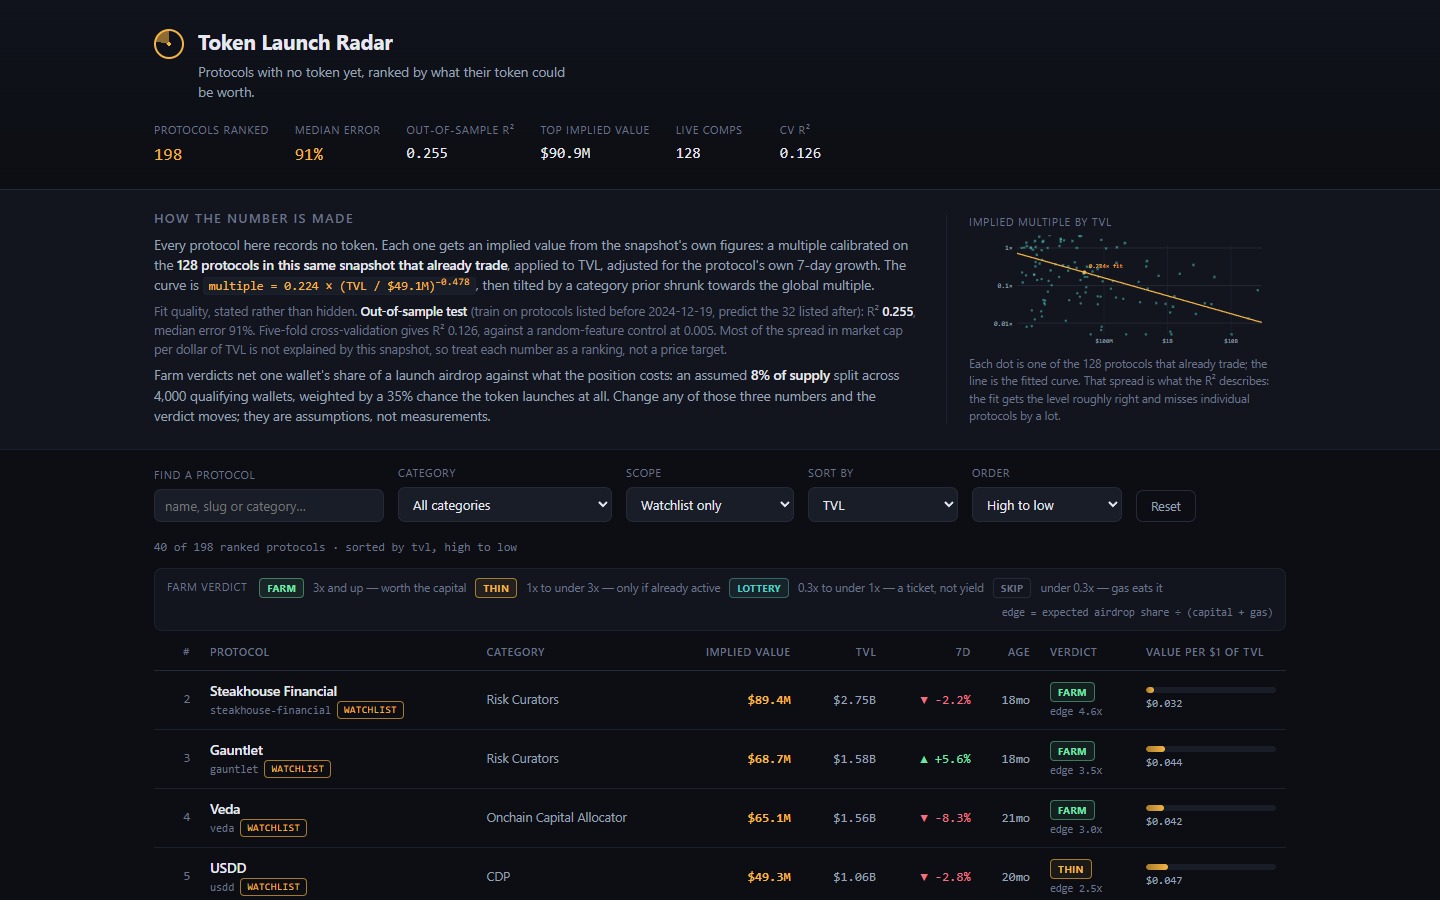 Token Launch Radar
Protocols with no token yet, ranked by what their token could
be worth.
PROTOCOLS RANKED
198
MEDIAN ERROR
91%
OUT-OF-SAMPLE R²
0.255
TOP IMPLIED VALUE
$90.9M
LIVE COMPS
128
CV R²
0.126
HOW THE NUMBER IS MADE
Every protocol here records no token. Each one gets an implied value from the snapshot's own figures: a multiple calibrated on
the 128 protocols in this same snapshot that already trade, applied to TVL, adjusted for the protocol's own 7-day growth. The
curve is multiple = 0.224 × (TVL / $49.1M)^−0.478, then tilted by a category prior shrunk towards the global multiple.
Fit quality, stated rather than hidden. Out-of-sample test (train on protocols listed before 2024-12-19, predict the 32 listed after): R² 0.255,
median error 91%. Five-fold cross-validation gives R² 0.126, against a random-feature control at 0.005. Most of the spread in market cap
per dollar of TVL is not explained by this snapshot, so treat each number as a ranking, not a price target.
Farm verdicts net one wallet's share of a launch airdrop against what the position costs: an assumed 8% of supply split across
4,000 qualifying wallets, weighted by a 35% chance the token launches at all. Change any of those three numbers and the
verdict moves; they are assumptions, not measurements.
IMPLIED MULTIPLE BY TVL
1×
0.224× fit
0.1×
0.01×
$100M
$1B
$10B
Each dot is one of the 128 protocols that already trade; the
line is the fitted curve. That spread is what the R² describes:
the fit gets the level roughly right and misses individual
protocols by a lot.
FIND A PROTOCOL
name, slug or category...
CATEGORY
All categories
SCOPE
Watchlist only
SORT BY
TVL
ORDER
High to low
Reset
40 of 198 ranked protocols · sorted by tvl, high to low
FARM VERDICT FARM 3x and up — worth the capital THIN 1x to under 3x — only if already active LOTTERY 0.3x to under 1x — a ticket, not yield SKIP under 0.3x — gas eats it
edge = expected airdrop share ÷ (capital + gas)
# PROTOCOL CATEGORY IMPLIED VALUE TVL 7D AGE VERDICT VALUE PER $1 OF TVL
2 Steakhouse Financial Risk Curators $89.4M $2.75B ▼ -2.2% 18mo FARM
steakhouse-financial WATCHLIST edge 4.6x $0.032
3 Gauntlet Risk Curators $68.7M $1.58B ▲ +5.6% 18mo FARM
gauntlet WATCHLIST edge 3.5x $0.044
4 Veda Onchain Capital Allocator $65.1M $1.56B ▼ -8.3% 21mo FARM
veda WATCHLIST edge 3.0x $0.042
5 USDD CDP $49.3M $1.06B ▼ -2.8% 20mo THIN
usdd WATCHLIST edge 2.5x $0.047